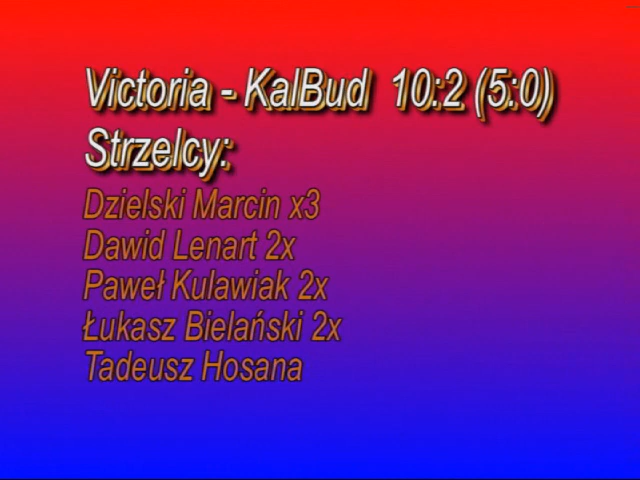 Victoria - KalBud 10:2 (5:0)
Strzelcy:
Dzielski Marcin x3
Dawid Lenart 2x
Paweł Kulawiak 2x
Łukasz Bielański 2x
Tadeusz Hosana